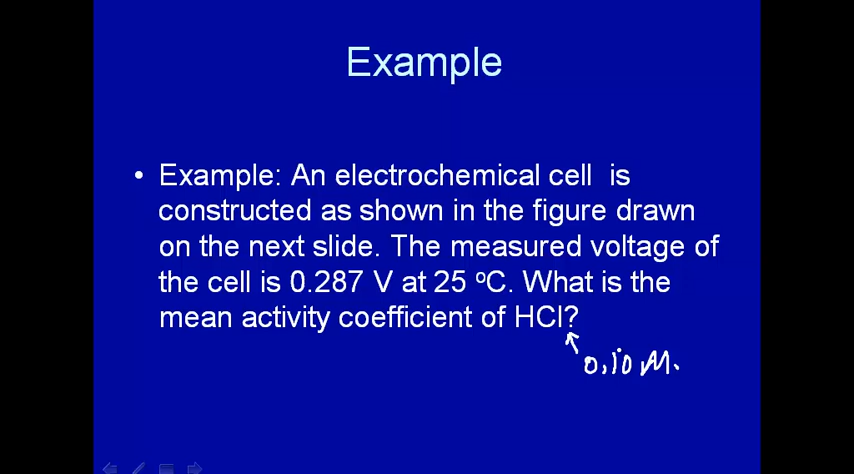 Example
• Example: An electrochemical cell is
constructed as shown in the figure drawn
on the next slide. The measured voltage of
the cell is 0.287 V at 25 ºC. What is the
mean activity coefficient of HCl?
0.10 M.